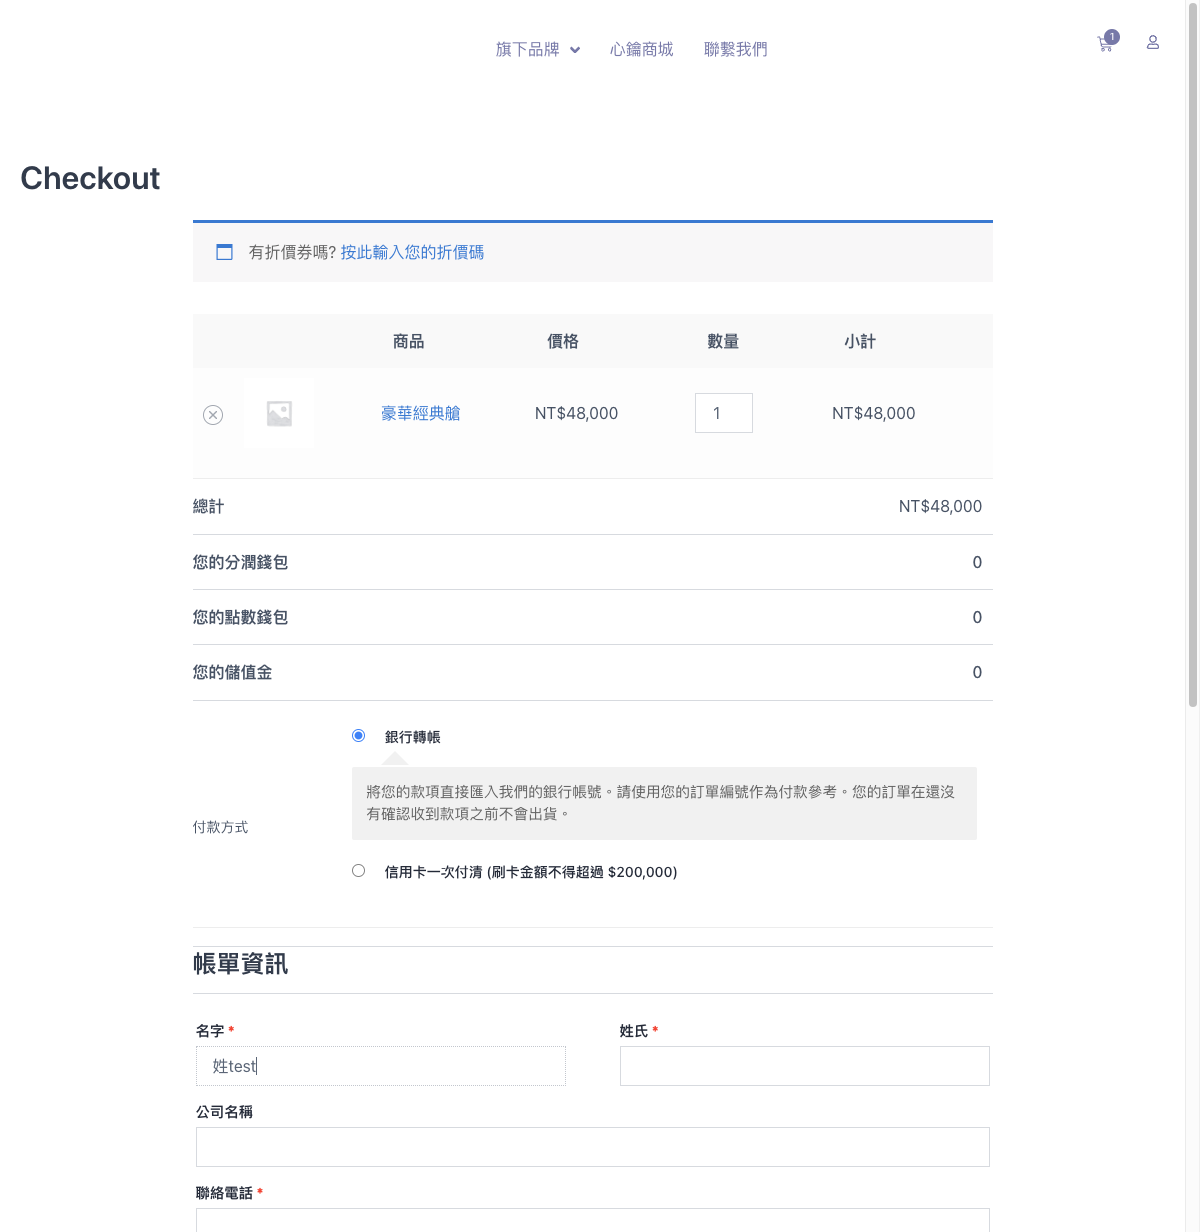 旗下品牌
心鑰商城
聯繫我們
1
Checkout
有折價券嗎? 按此輸入您的折價碼
商品 價格 數量 小計
豪華經典艙 NT$48,000 1 NT$48,000
總計 NT$48,000
您的分潤錢包 0
您的點數錢包 0
您的儲值金 0
付款方式
銀行轉帳
將您的款項直接匯入我們的銀行帳號。請使用您的訂單編號作為付款參考。您的訂單在還沒
有確認收到款項之前不會出貨。
信用卡一次付清 (刷卡金額不得超過 $200,000)
帳單資訊
名字 *
姓test
姓氏 *
公司名稱
聯絡電話 *